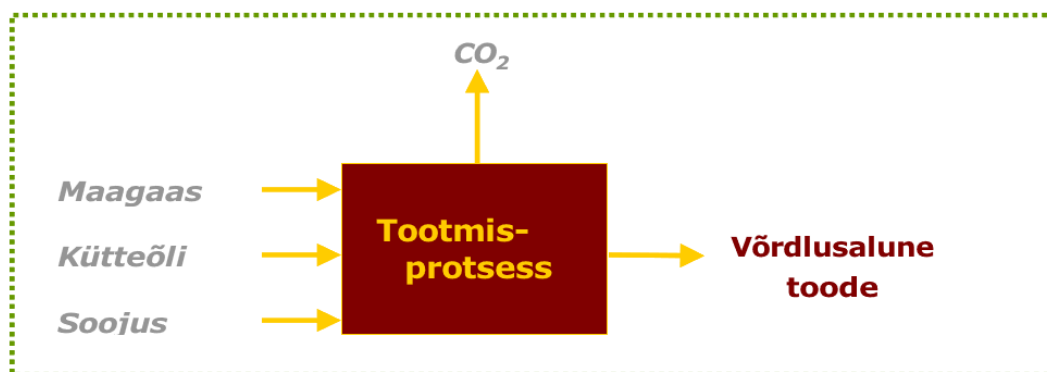 CO₂
Maagaas
Kütteõli
Soojus
Tootmis-
protsess
Võrdlusalune
toode